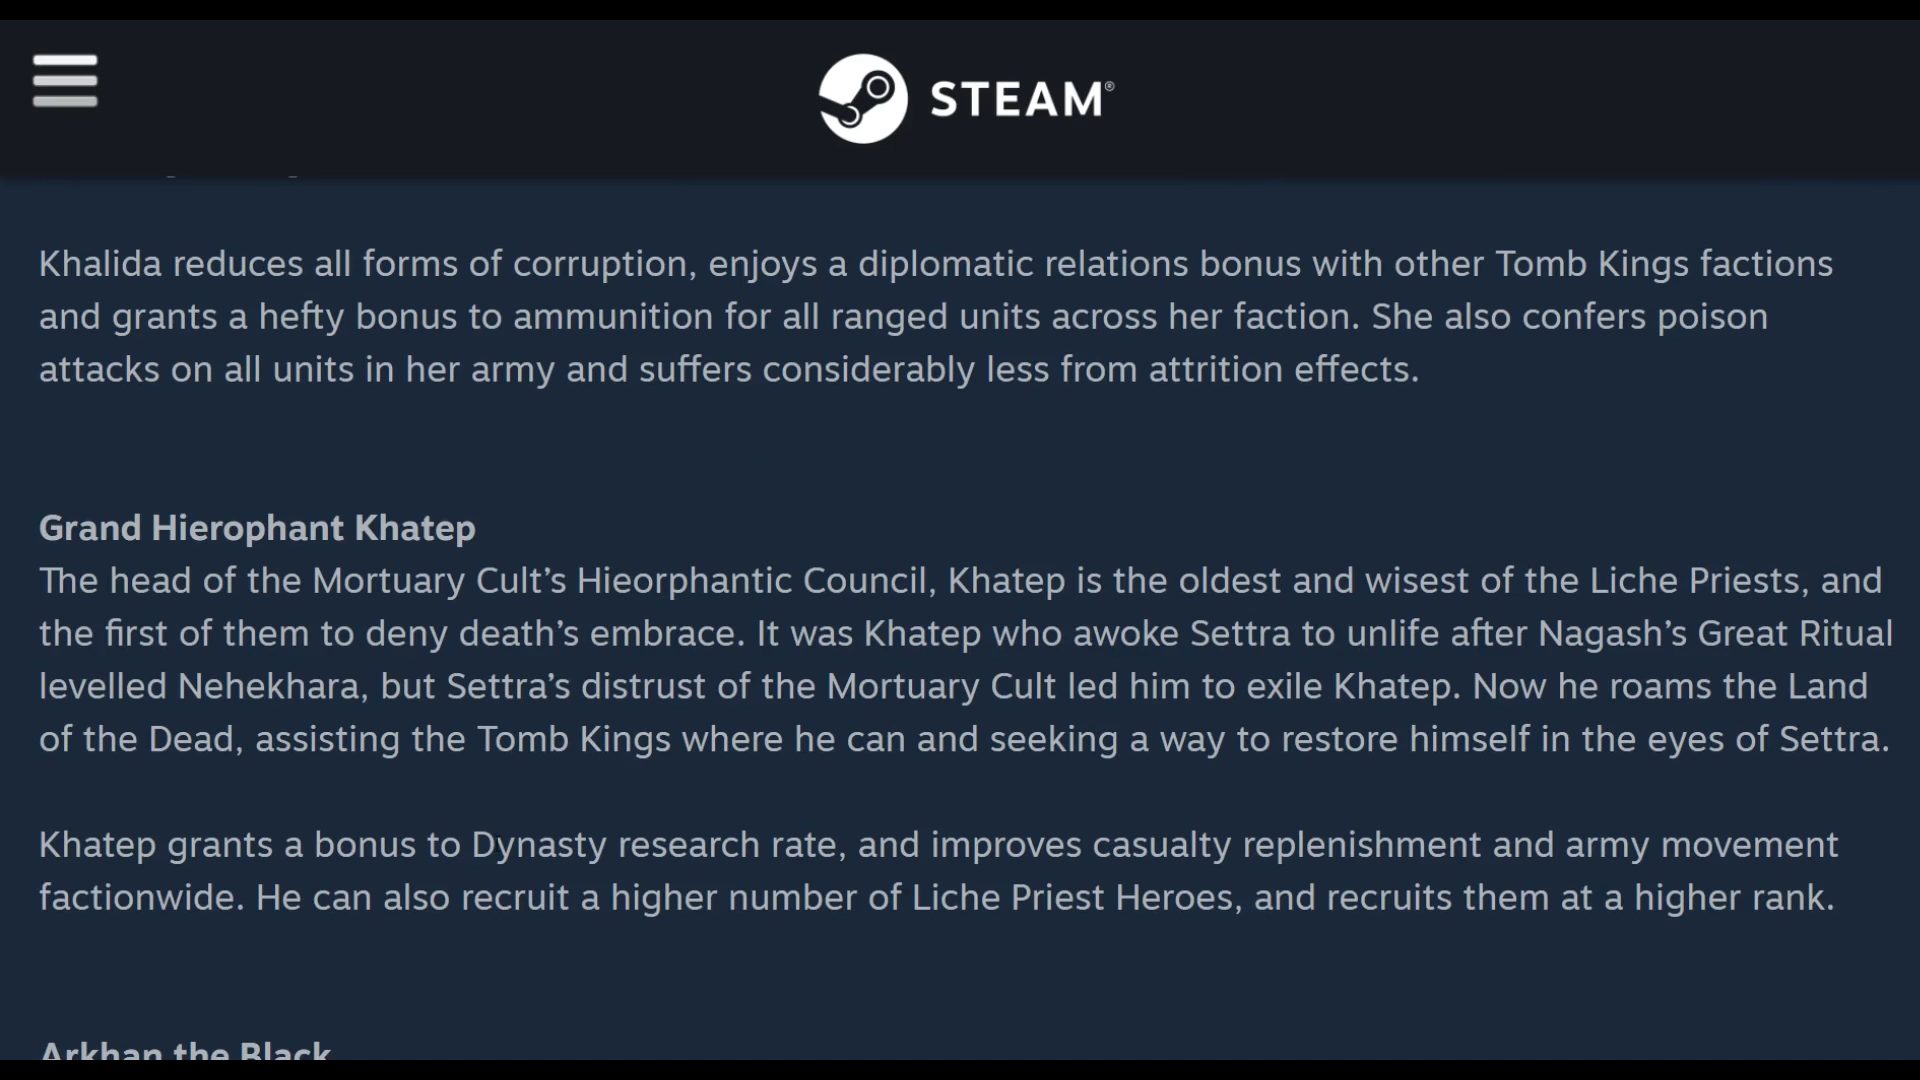 STEAM®
Khalida reduces all forms of corruption, enjoys a diplomatic relations bonus with other Tomb Kings factions
and grants a hefty bonus to ammunition for all ranged units across her faction. She also confers poison
attacks on all units in her army and suffers considerably less from attrition effects.
Grand Hierophant Khatep
The head of the Mortuary Cult’s Hieorphantic Council, Khatep is the oldest and wisest of the Liche Priests, and
the first of them to deny death’s embrace. It was Khatep who awoke Settra to unlife after Nagash’s Great Ritual
levelled Nehekhara, but Settra’s distrust of the Mortuary Cult led him to exile Khatep. Now he roams the Land
of the Dead, assisting the Tomb Kings where he can and seeking a way to restore himself in the eyes of Settra.
Khatep grants a bonus to Dynasty research rate, and improves casualty replenishment and army movement
factionwide. He can also recruit a higher number of Liche Priest Heroes, and recruits them at a higher rank.
Arkhan the Black